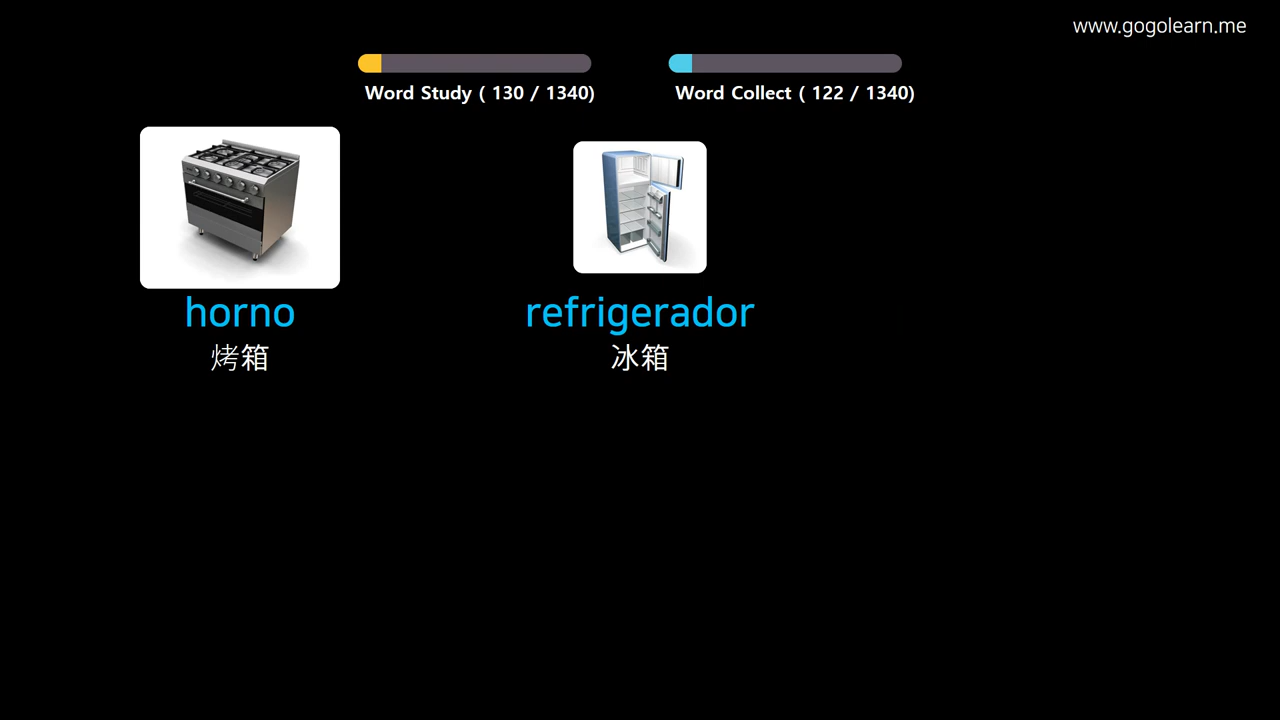 www.gogolearn.me
Word Study ( 130 / 1340)
Word Collect ( 122 / 1340)
horno
烤箱
refrigerador
冰箱